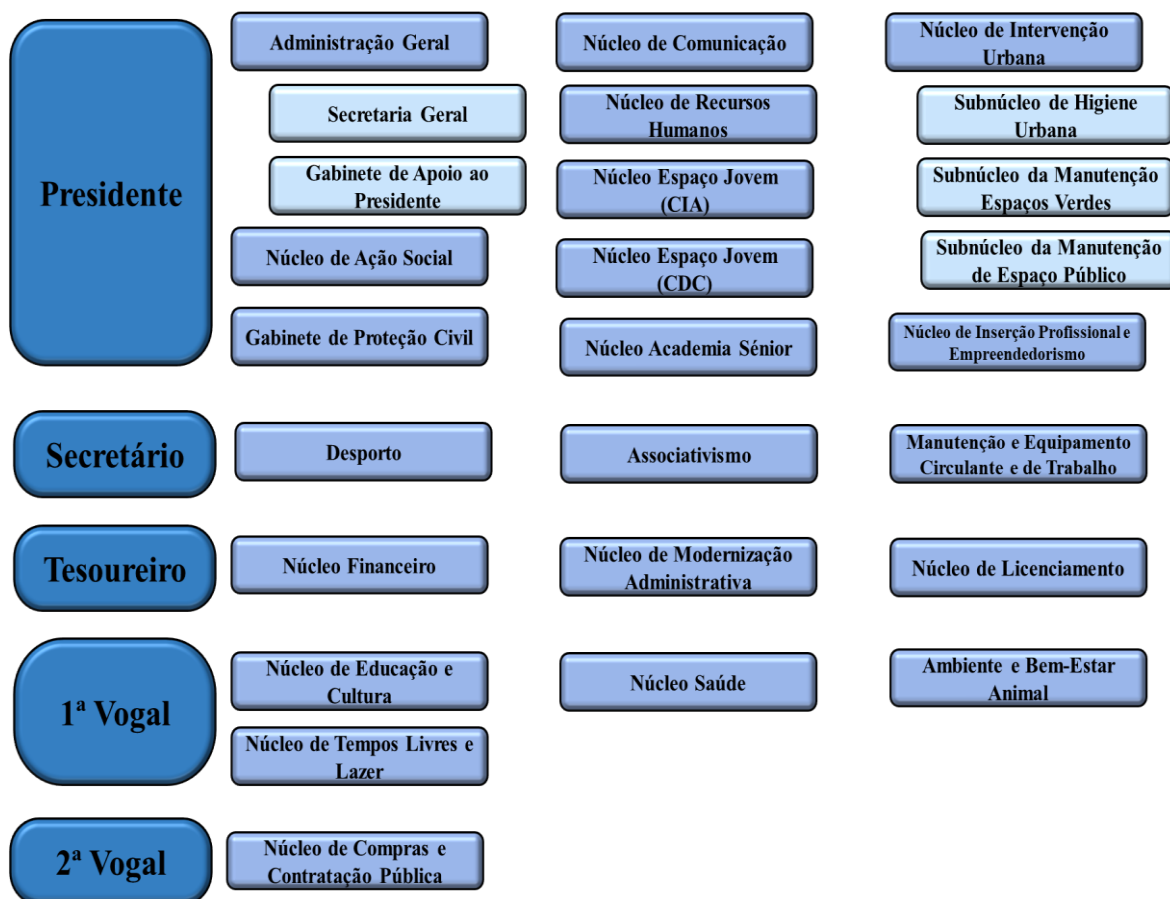 Presidente
Administração Geral
Secretaria Geral
Gabinete de Apoio ao
Presidente
Núcleo de Ação Social
Gabinete de Proteção Civil
Núcleo de Comunicação
Núcleo de Recursos
Humanos
Núcleo Espaço Jovem
(CIA)
Núcleo Espaço Jovem
(CDC)
Núcleo Academia Sénior
Núcleo de Intervenção
Urbana
Subnúcleo de Higiene
Urbana
Subnúcleo da Manutenção
Espaços Verdes
Subnúcleo da Manutenção
de Espaço Público
Núcleo de Inserção Profissional e
Empreendedorismo
Secretário
Desporto
Associativismo
Manutenção e Equipamento
Circulante e de Trabalho
Tesoureiro
Núcleo Financeiro
Núcleo de Modernização
Administrativa
Núcleo de Licenciamento
1ª Vogal
Núcleo de Educação e
Cultura
Núcleo de Tempos Livres e
Lazer
Núcleo Saúde
Ambiente e Bem-Estar
Animal
2ª Vogal
Núcleo de Compras e
Contratação Pública